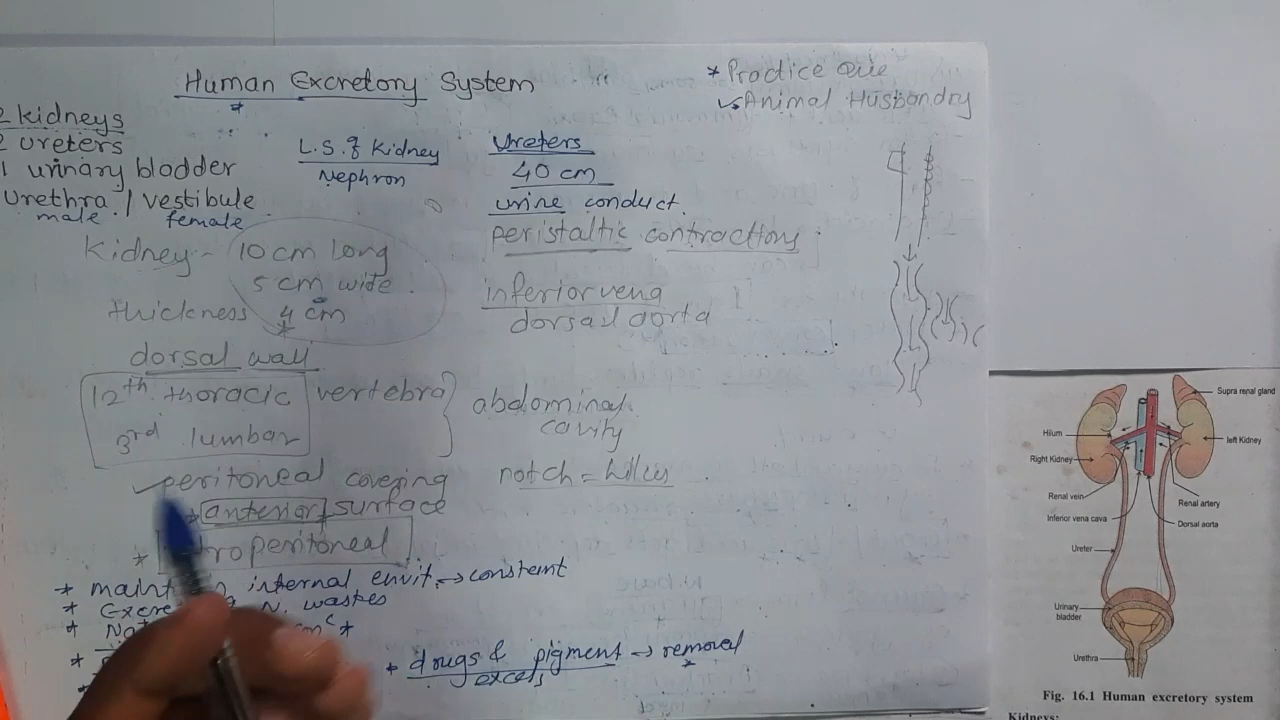 Human Excretory System
* Practice Que
Animal Husbandry
2 kidneys
2 ureters
1 urinary bladder
Urethra / vestibule
male female
L.S. of Kidney
Nephron
Ureters
40 cm
urine conduct.
peristaltic contractions
Kidney - 10 cm long
5 cm wide.
thickness 4 cm
inferior vena
dorsal aorta
dorsal wall
12th thoracic vertebra
3rd lumbar
abdominal
cavity
peritoneal covering
notch =
* anterior surface
* peritoneal
* internal envit. → constant
* N. wastes
*
* drugs & pigment → removal
excess
Supra renal gland
Hilum
left Kidney
Right Kidney
Renal vein
Renal artery
Inferior vena cava
Dorsal aorta
Ureter
Urinary
bladder
Urethra
Fig. 16.1 Human excretory system
Kidneys: